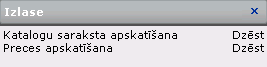 Izlase ×
Katalogu saraksta apskatīšana Dzēst
Preces apskatīšana Dzēst